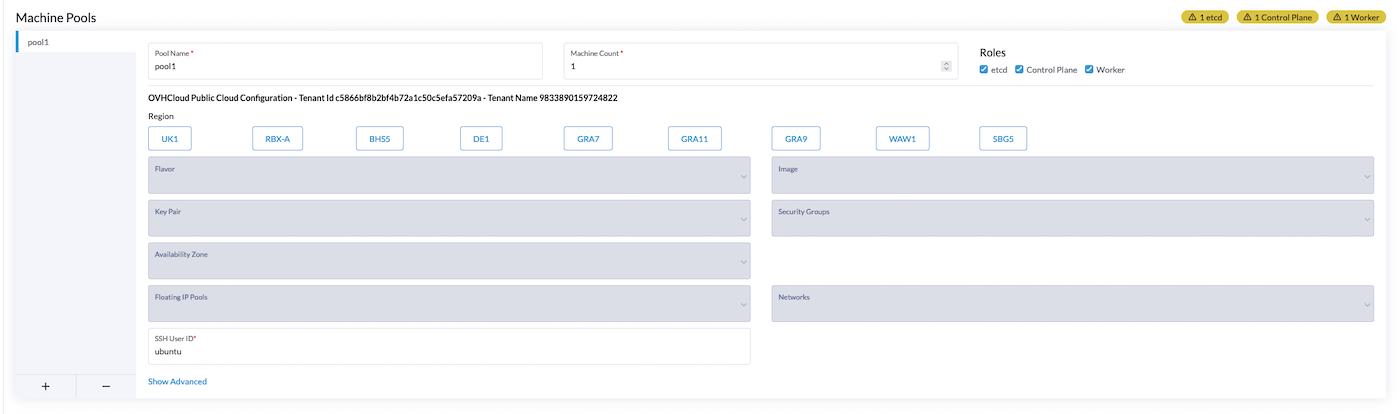 Machine Pools
1 etcd
1 Control Plane
1 Worker
pool1
Pool Name *
pool1
Machine Count *
1
Roles
etcd
Control Plane
Worker
OVHCloud Public Cloud Configuration - Tenant Id c5866bf8b2bf4b72a1c50c5efa57209a - Tenant Name 9833890159724822
Region
UK1
RBX-A
BHS5
DE1
GRA7
GRA11
GRA9
WAW1
SBG5
Flavor
Image
Key Pair
Security Groups
Availability Zone
Floating IP Pools
Networks
SSH User ID*
ubuntu
Show Advanced